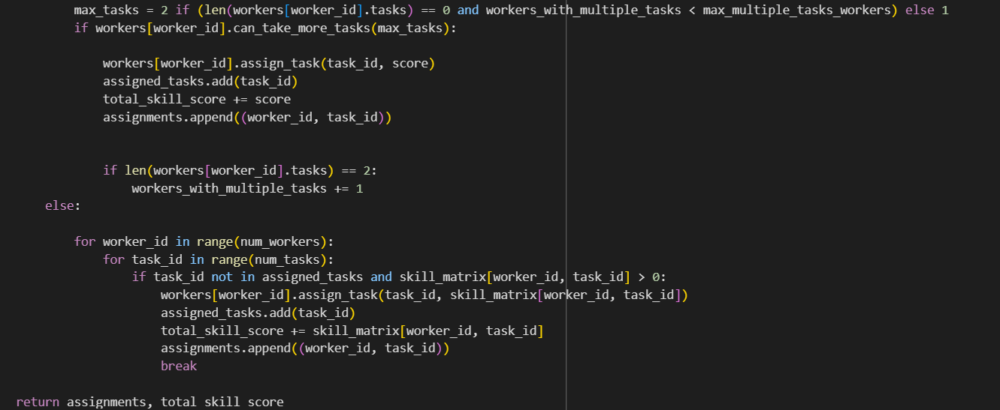 max_tasks = 2 if (len(workers[worker_id].tasks) == 0 and workers_with_multiple_tasks < max_multiple_tasks_workers) else 1
if workers[worker_id].can_take_more_tasks(max_tasks):
workers[worker_id].assign_task(task_id, score)
assigned_tasks.add(task_id)
total_skill_score += score
assignments.append((worker_id, task_id))
if len(workers[worker_id].tasks) == 2:
workers_with_multiple_tasks += 1
else:
for worker_id in range(num_workers):
for task_id in range(num_tasks):
if task_id not in assigned_tasks and skill_matrix[worker_id, task_id] > 0:
workers[worker_id].assign_task(task_id, skill_matrix[worker_id, task_id])
assigned_tasks.add(task_id)
total_skill_score += skill_matrix[worker_id, task_id]
assignments.append((worker_id, task_id))
break
return assignments, total skill score